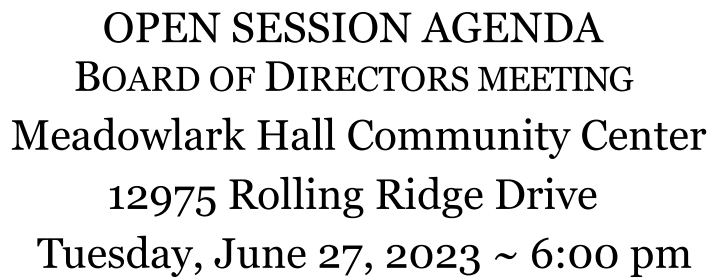 OPEN SESSION AGENDA
BOARD OF DIRECTORS MEETING
Meadowlark Hall Community Center
12975 Rolling Ridge Drive
Tuesday, June 27, 2023 ~ 6:00 pm